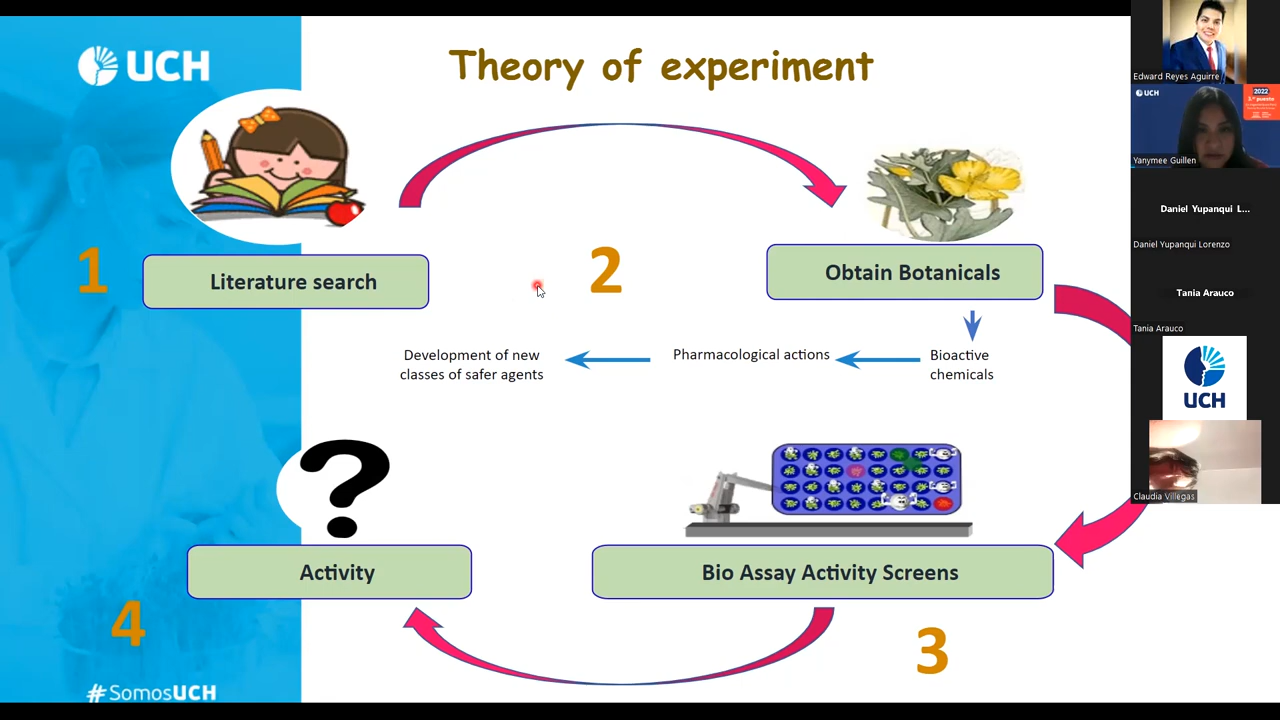 UCH
Theory of experiment
1
Literature search
2
Obtain Botanicals
Development of new
classes of safer agents
Pharmacological actions
Bioactive
chemicals
Activity
Bio Assay Activity Screens
4
3
#SomosUCH
Edward Reyes Aguirre
UCH
2022
Yanymee Guillen
Daniel Yupanqui L...
Daniel Yupanqui Lorenzo
Tania Arauco
Tania Arauco
UCH
Claudia Villegas